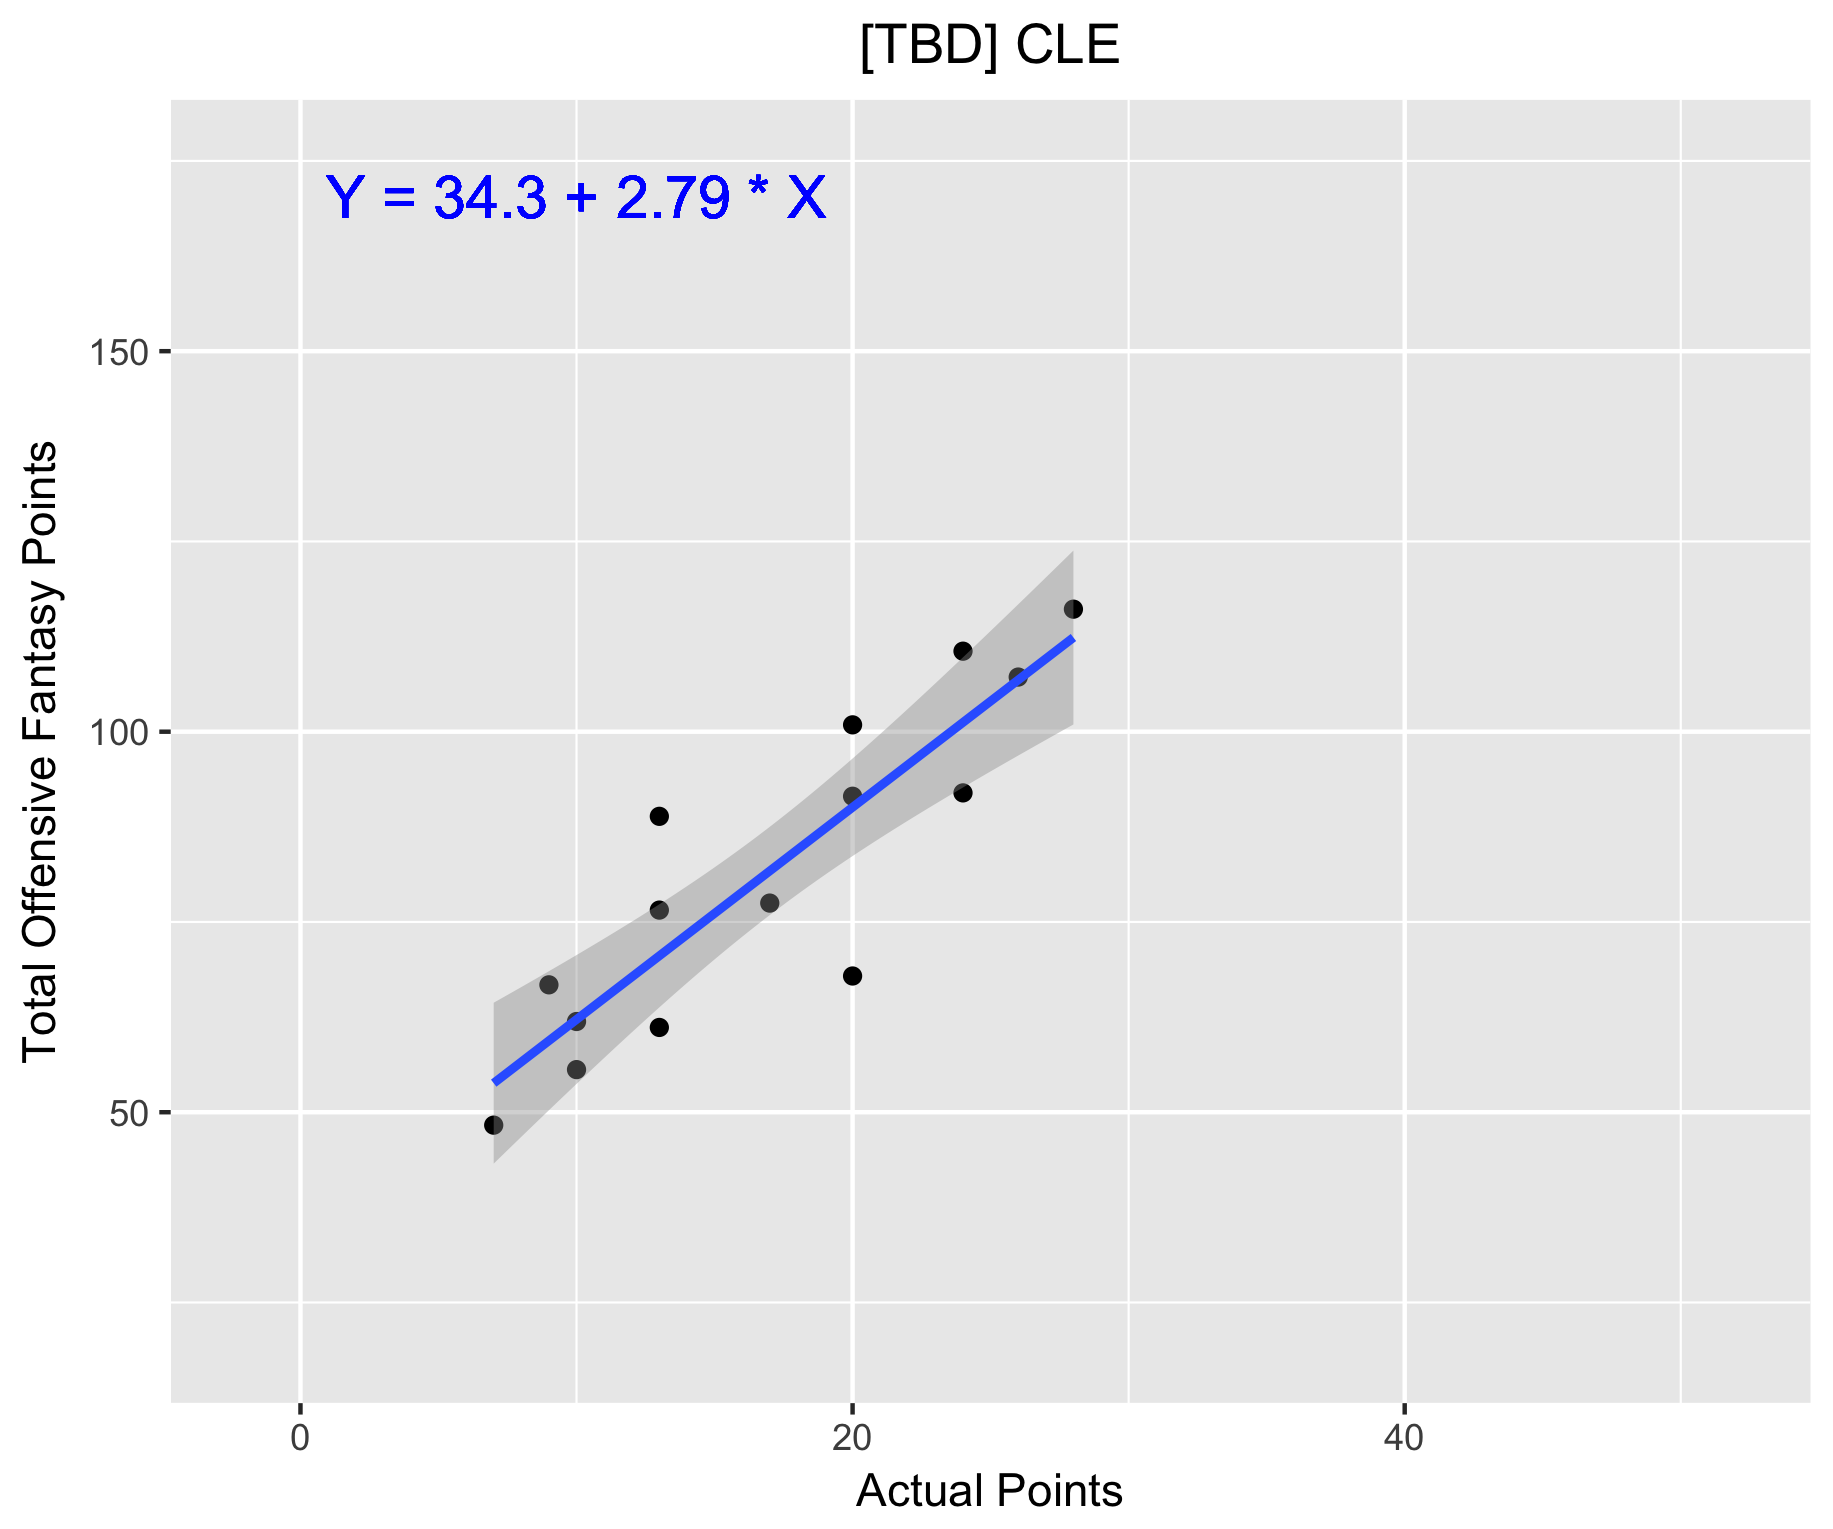 [TBD] CLE
Y = 34.3 + 2.79 * X
150
100
50
Total Offensive Fantasy Points
0 20 40
Actual Points